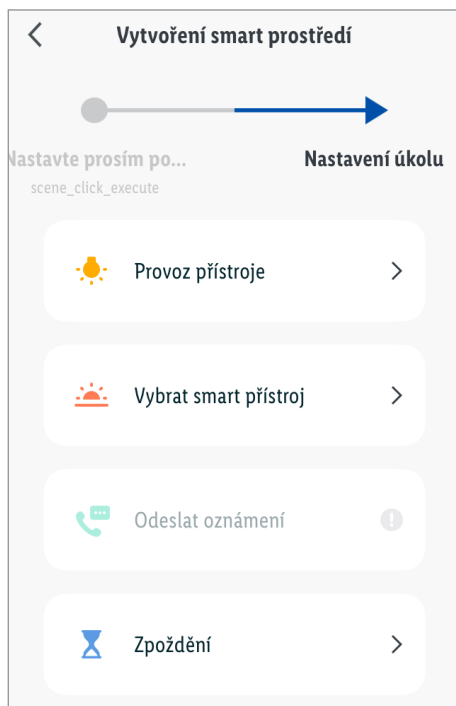 Vytvoření smart prostředí
Nastavte prosím po...
Nastavení úkolu
scene_click_execute
Provoz přístroje
Vybrat smart přístroj
Odeslat oznámení
Zpoždění